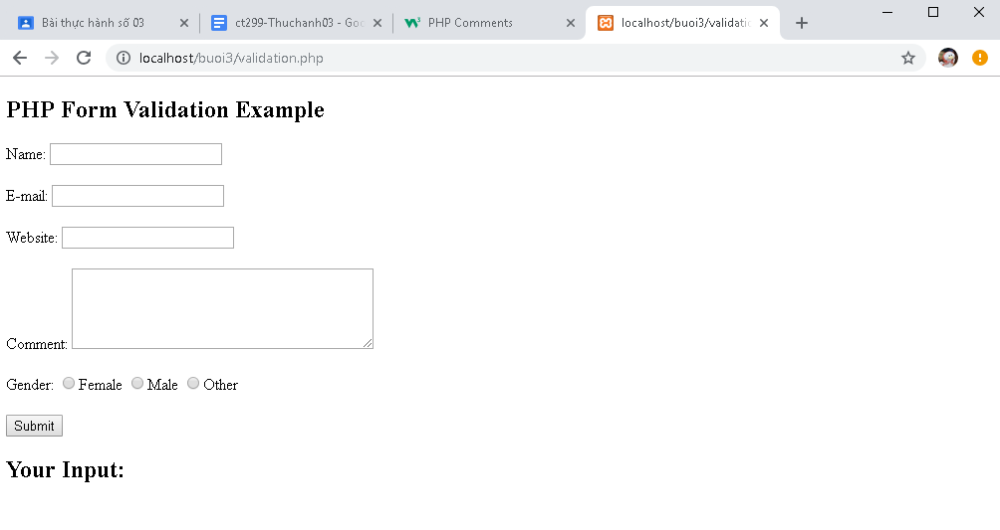 Bài thực hành số 03
ct299-Thuchanh03 - Goo
PHP Comments
localhost/buoi3/validatio
localhost/buoi3/validation.php
PHP Form Validation Example
Name:
E-mail:
Website:
Comment:
Gender: Female Male Other
Submit
Your Input: